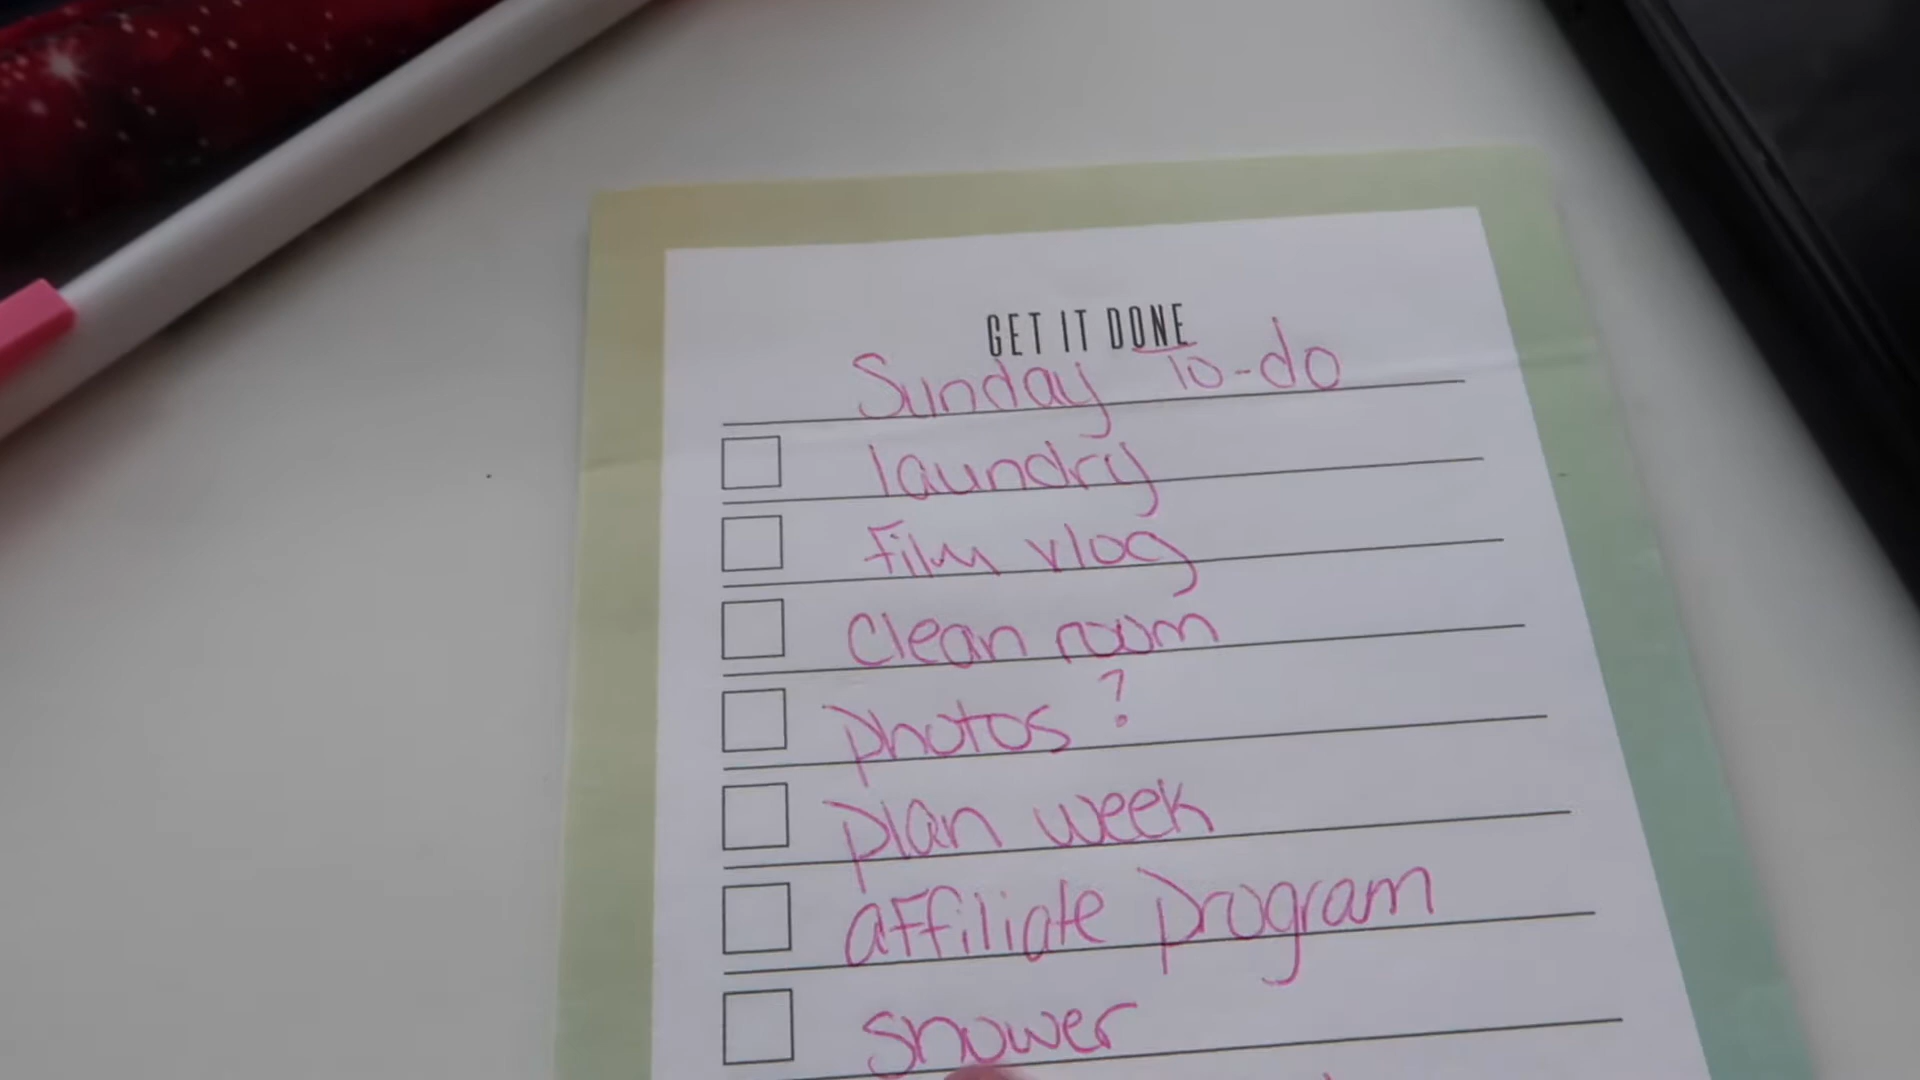 GET IT DONE
Sunday To-do
laundry
film vlog
clean room
photos?
plan week
affiliate program
shower